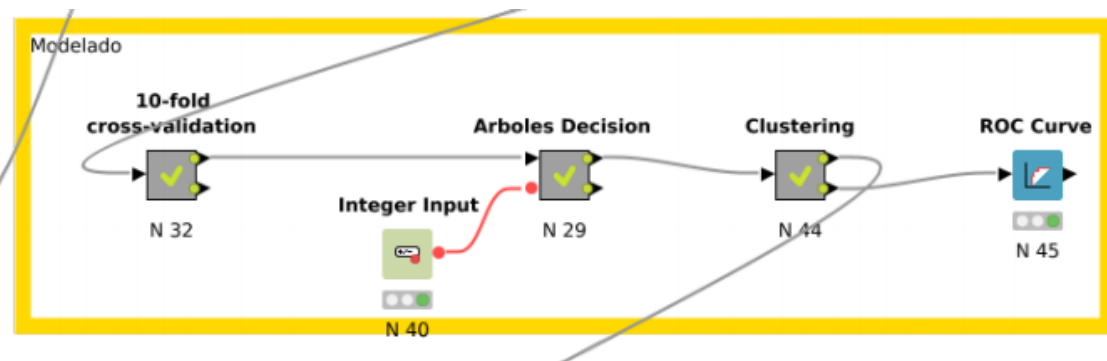 Modelado
10-fold
cross-validation
Arboles Decision
Clustering
ROC Curve
Integer Input
N 32
N 29
N 44
N 45
N 40